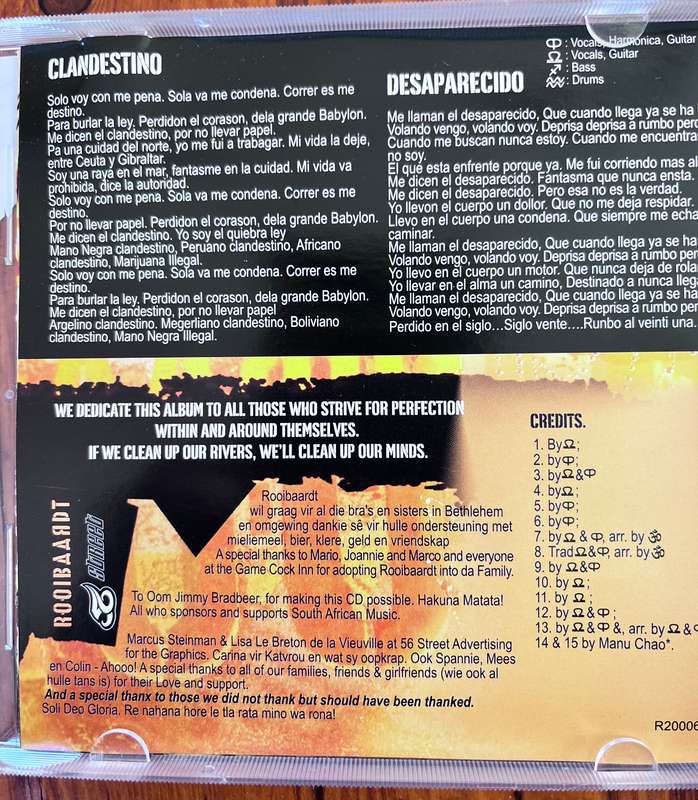 CLANDESTINO
Solo voy con me pena. Sola va me condena. Correr es me
destino.
Para burlar la ley. Perdidon el corason, dela grande Babylon.
Me dicen el clandestino, por no llevar papel.
Pa una cuidad del norte, yo me fui a trabagar. Mi vida la deje,
entre Ceuta y Gibraltar.
Soy una raya en el mar, fantasme en la cuidad. Mi vida va
prohibida, dice la autoridad.
Solo voy con me pena. Sola va me condena. Correr es me
destino.
Por no llevar papel. Perdidon el corason, dela grande Babylon.
Me dicen el clandestino. Yo soy el quiebra ley
Mano Negra clandestino, Peruano clandestino, Africano
clandestino, Marijuana Illegal.
Solo voy con me pena. Sola va me condena. Correr es me
destino.
Para burlar la ley. Perdidon el corason, dela grande Babylon.
Me dicen el clandestino, por no llevar papel
Argelino clandestino. Megerliano clandestino, Boliviano
clandestino, Mano Negra Illegal.
: Vocals, Harmonica, Guitar
♎ : Vocals, Guitar
♐ : Bass
♒ : Drums
DESAPARECIDO
Me llaman el desaparecido, Que cuando llega ya se ha
Volando vengo, volando voy. Deprisa deprisa a rumbo
Cuando me buscan nunca estoy. Cuando me encuentra
no soy.
El que esta enfrente porque ya. Me fui corriendo mas
Me dicen el desaparecido. Fantasma que nunca ensta.
Me dicen el desaparecido. Pero esa no es la verdad.
Yo llevo en el cuerpo un dollor. Que no me deja respidar.
Llevo en el cuerpo una condena. Que siempre me echa
caminar.
Me llaman el desaparecido, Que cuando llega ya se ha
Volando vengo, volando voy. Deprisa deprisa a rumbo
Yo llevo en el cuerpo un motor. Que nunca deja de rola
Yo llevar en el alma un camino, Destinado a nunca
Me llaman el desaparecido, Que cuando llega ya se ha
Volando vengo, volando voy. Deprisa deprisa a rumbo
Perdido en el siglo...Siglo vente....Runbo al veinti una.
WE DEDICATE THIS ALBUM TO ALL THOSE WHO STRIVE FOR PERFECTION
WITHIN AND AROUND THEMSELVES.
IF WE CLEAN UP OUR RIVERS, WE'LL CLEAN UP OUR MINDS.
ROOIBAARDT
STREET
Rooibaardt
wil graag vir al die bra's en sisters in Bethlehem
en omgewing dankie sê vir hulle ondersteuning met
mieliemeel, bier, klere, geld en vriendskap
A special thanks to Mario, Joannie and Marco and everyone
at the Game Cock Inn for adopting Rooibaardt into da Family.
To Oom Jimmy Bradbeer, for making this CD possible. Hakuna Matata!
All who sponsors and supports South African Music.
Marcus Steinman & Lisa Le Breton de la Vieuville at 56 Street Advertising
for the Graphics. Carina vir Katvrou en wat sy oopkrap. Ook Spannie, Mees
en Colin - Ahooo! A special thanks to all of our families, friends & girlfriends (wie ook al
hulle tans is) for their Love and support.
And a special thanx to those we did not thank but should have been thanked.
Soli Deo Gloria. Re nahana hore le tla rata mino wa rona!
CREDITS.
1. By♎;
2. by ;
3. by♎&
4. by♎;
5. by ;
6. by ;
7. by ♎ & , arr. by ॐ
8. Trad♎& , arr. by ॐ
9. by ♎&
10. by ♎ ;
11. by ♎ ;
12. by ♎& ;
13. by ♎& &, arr. by ♎ &
14 & 15 by Manu Chao*.
R20006